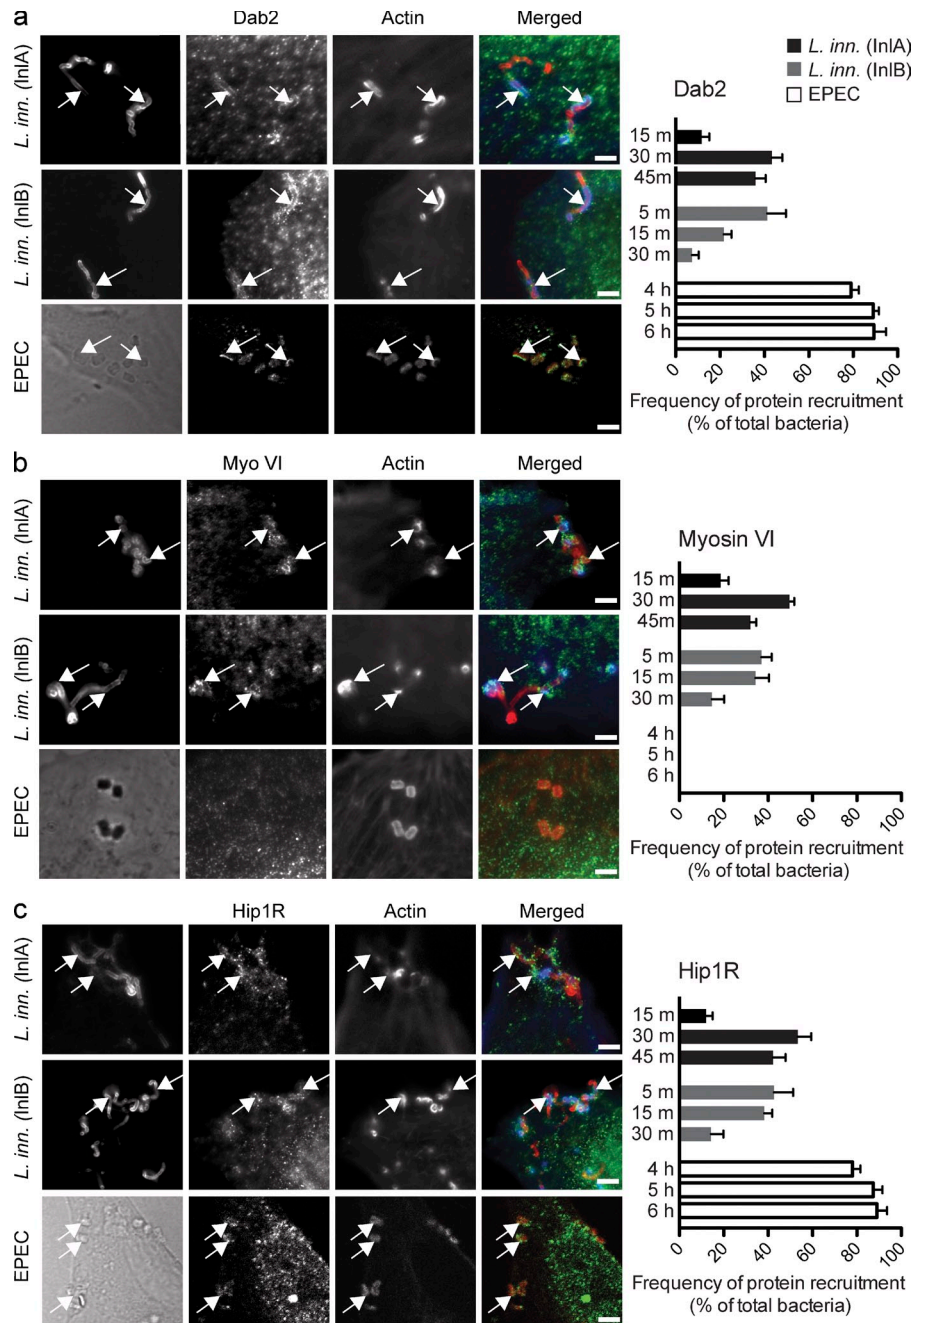 a
Dab2 Actin Merged
L. inn. (InlA)
L. inn. (InlB)
EPEC
L. inn. (InlA)
L. inn. (InlB)
EPEC
Dab2
15 m
30 m
45m
5 m
15 m
30 m
4 h
5 h
6 h
0 20 40 60 80 100
Frequency of protein recruitment
(% of total bacteria)
b
Myo VI Actin Merged
L. inn. (InlA)
L. inn. (InlB)
EPEC
Myosin VI
15 m
30 m
45m
5 m
15 m
30 m
4 h
5 h
6 h
0 20 40 60 80 100
Frequency of protein recruitment
(% of total bacteria)
c
Hip1R Actin Merged
L. inn. (InlA)
L. inn. (InlB)
EPEC
Hip1R
15 m
30 m
45 m
5 m
15 m
30 m
4 h
5 h
6 h
0 20 40 60 80 100
Frequency of protein recruitment
(% of total bacteria)